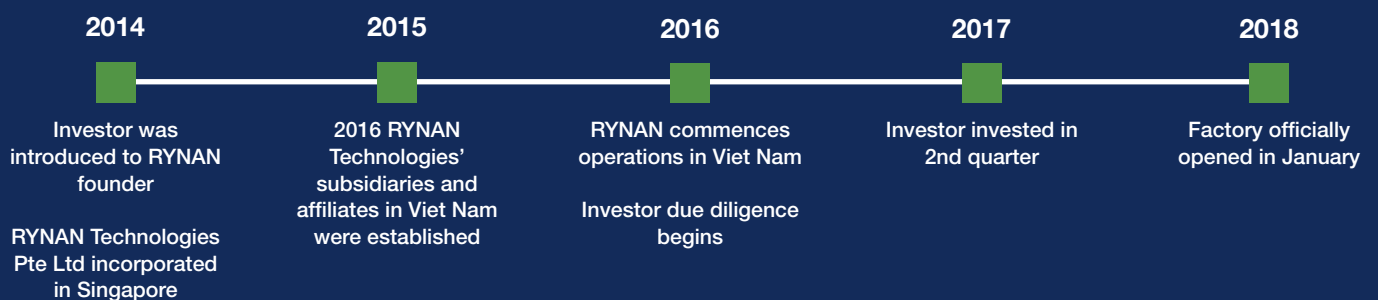 2014
Investor was
introduced to RYNAN
founder
RYNAN Technologies
Pte Ltd incorporated
in Singapore
2015
2016 RYNAN
Technologies’
subsidiaries and
affiliates in Viet Nam
were established
2016
RYNAN commences
operations in Viet Nam
Investor due diligence
begins
2017
Investor invested in
2nd quarter
2018
Factory officially
opened in January